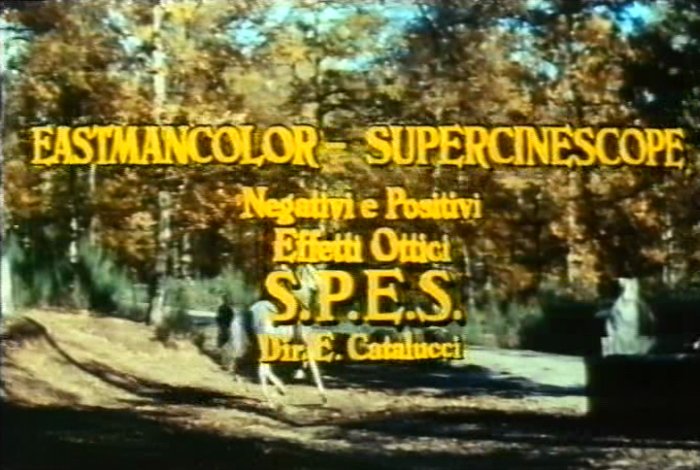 EASTMANCOLOR - SUPERCINESCOPE
Negativi e Positivi
Effetti Ottici
S.P.E.S.
Dir. E. Catalucci